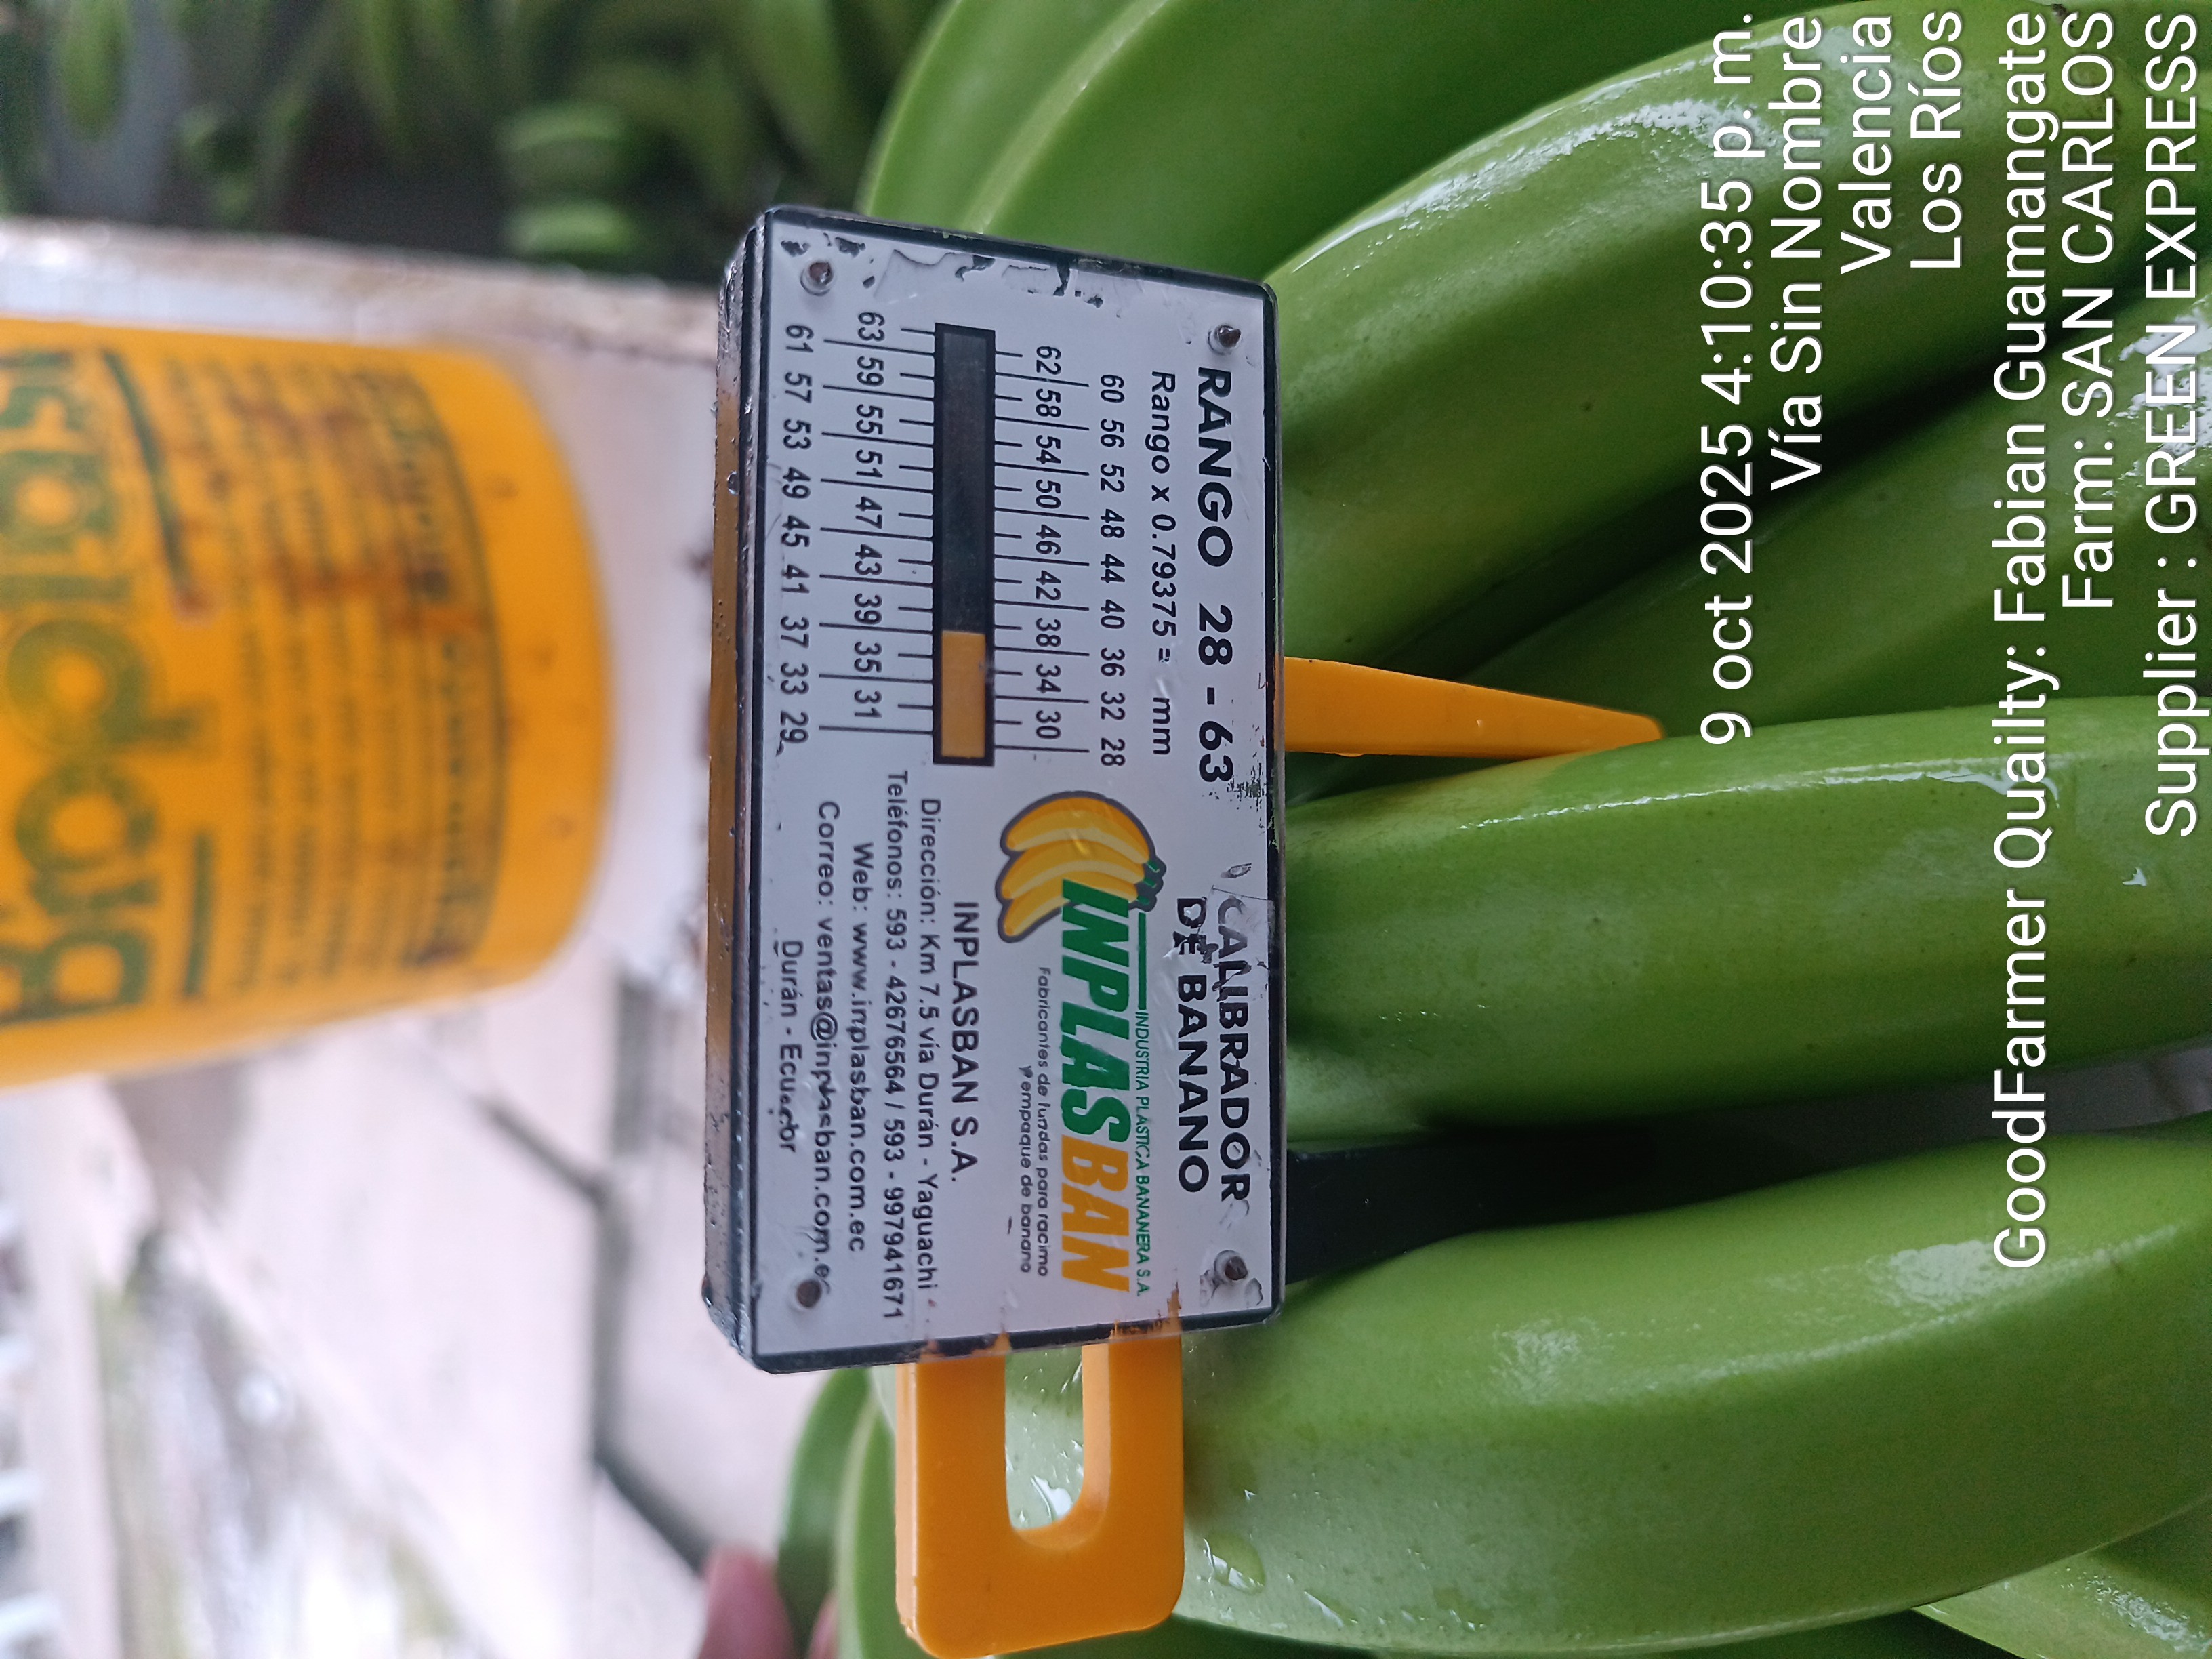 Bioplast
RANGO 28 - 63
Rango x 0.79375 = mm
60 56 52 48 44 40 36 32 28
62 58 54 50 46 42 38 34 30
63 59 55 51 47 43 39 35 31
61 57 53 49 45 41 37 33 29
CALIBRADOR
DE BANANO
INDUSTRIA PLASTICA BANANERA S.A.
INPLASBAN
Fabricantes de fundas para racimo
y empaque de banano
INPLASBAN S.A.
Dirección: Km 7.5 vía Durán - Yaguachi
Teléfonos: 593 - 42676564 / 593 - 997941671
Web: www.inplasban.com.ec
Correo: ventas@inplasban.com.ec
Durán - Ecuador
9 oct 2025 4:10:35 p. m.
Vía Sin Nombre
Valencia
Los Ríos
GoodFarmer Quailty: Fabian Guamangate
Farm: SAN CARLOS
Supplier : GREEN EXPRESS